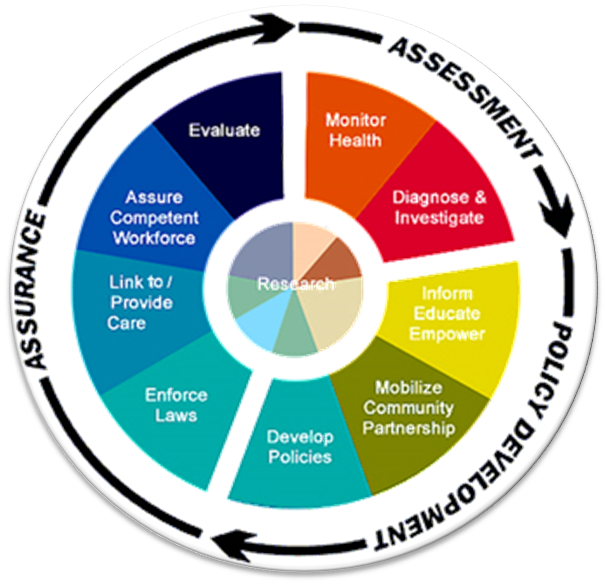 ASSESSMENT
Monitor
Health
Diagnose &
Investigate
POLICY DEVELOPMENT
Inform
Educate
Empower
Mobilize
Community
Partnership
Develop
Policies
ASSURANCE
Enforce
Laws
Link to /
Provide
Care
Assure
Competent
Workforce
Evaluate
Research